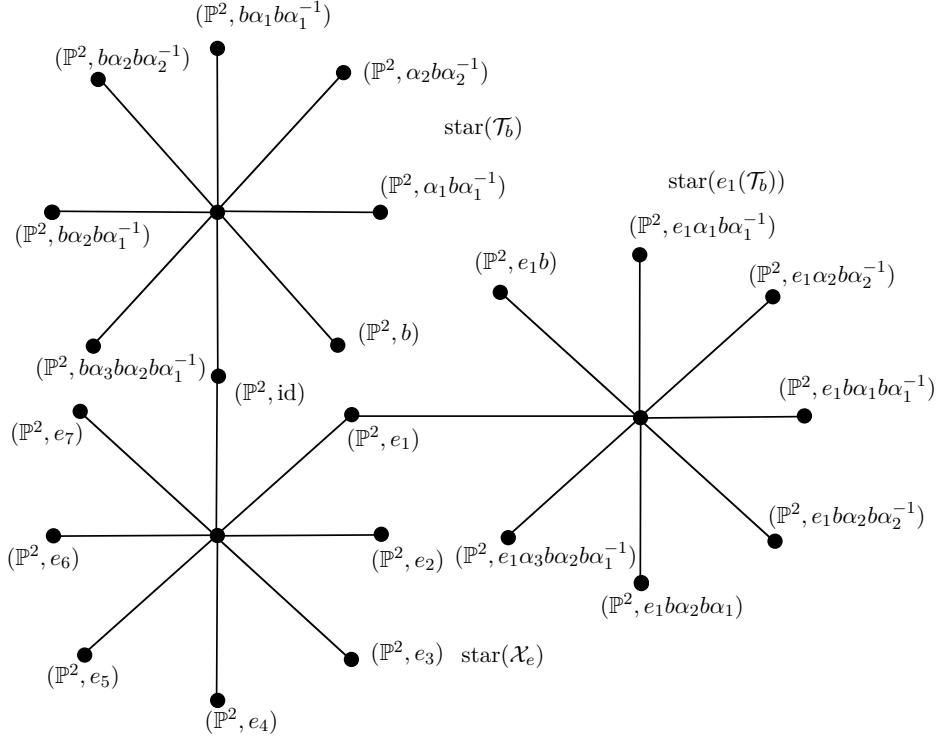 (ℙ², bα₁bα₁⁻¹)
(ℙ², bα₂bα₂⁻¹)
(ℙ², α₂bα₂⁻¹)
star(𝒯_b)
(ℙ², α₁bα₁⁻¹)
star(e₁(𝒯_b))
(ℙ², bα₂bα₁⁻¹)
(ℙ², e₁α₁bα₁⁻¹)
(ℙ², e₁b)
(ℙ², e₁α₂bα₂⁻¹)
(ℙ², b)
(ℙ², bα₃bα₂bα₁⁻¹)
(ℙ², id)
(ℙ², e₁bα₁bα₁⁻¹)
(ℙ², e₇)
(ℙ², e₁)
(ℙ², e₁bα₂bα₂⁻¹)
(ℙ², e₆)
(ℙ², e₂)
(ℙ², e₁α₃bα₂bα₁⁻¹)
(ℙ², e₁bα₂bα₁)
(ℙ², e₃)
star(𝒳_e)
(ℙ², e₅)
(ℙ², e₄)